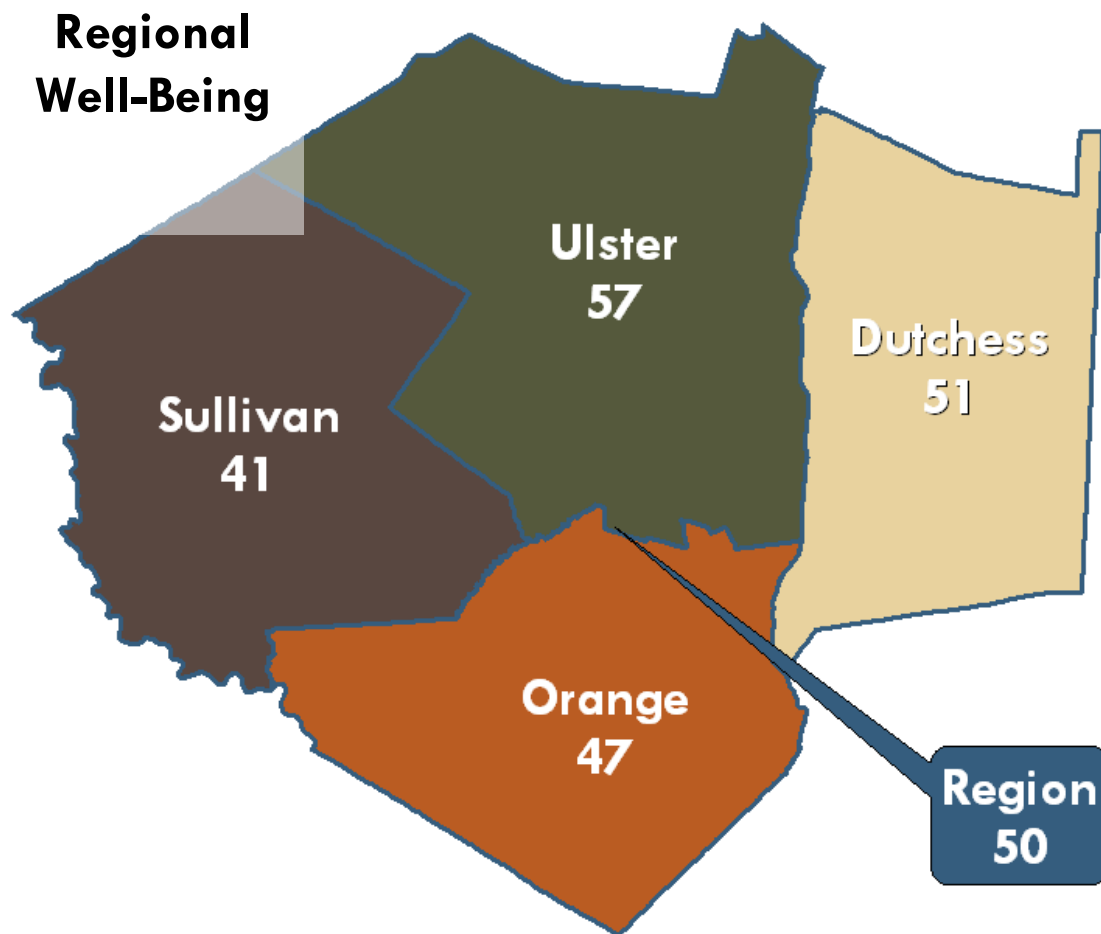 Regional
Well-Being
Ulster
57
Dutchess
51
Sullivan
41
Orange
47
Region
50